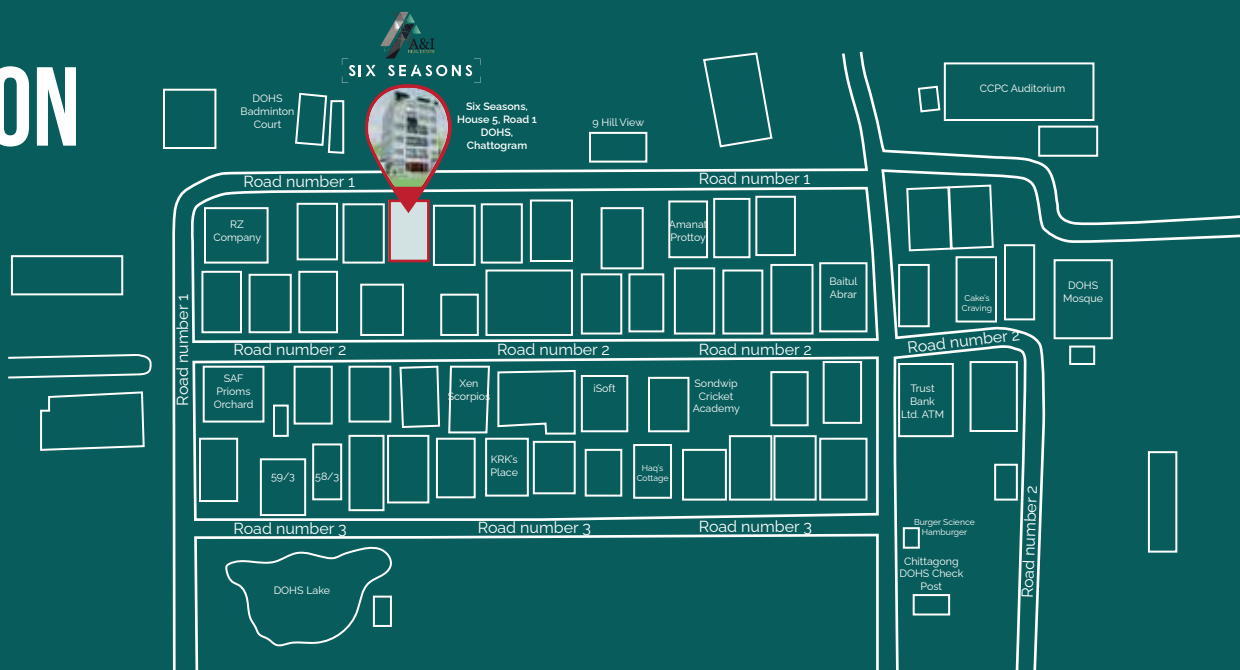 ON
A&I
REAL ESTATE
SIX SEASONS
Six Seasons,
House 5, Road 1
DOHS,
Chattogram
DOHS
Badminton
Court
9 Hill View
CCPC Auditorium
Road number 1
Road number 1
RZ
Company
Amanat
Prottoy
Baitul
Abrar
Cake's
Craving
DOHS
Mosque
Road number 1
Road number 2
Road number 2
Road number 2
Road number 2
SAF
Prioms
Orchard
Xen
Scorpios
iSoft
Sondwip
Cricket
Academy
Trust
Bank
Ltd. ATM
59/3
58/3
KRK's
Place
Haq's
Cottage
Road number 2
Road number 3
Road number 3
Road number 3
Burger Science
Hamburger
Chittagong
DOHS Check
Post
DOHS Lake